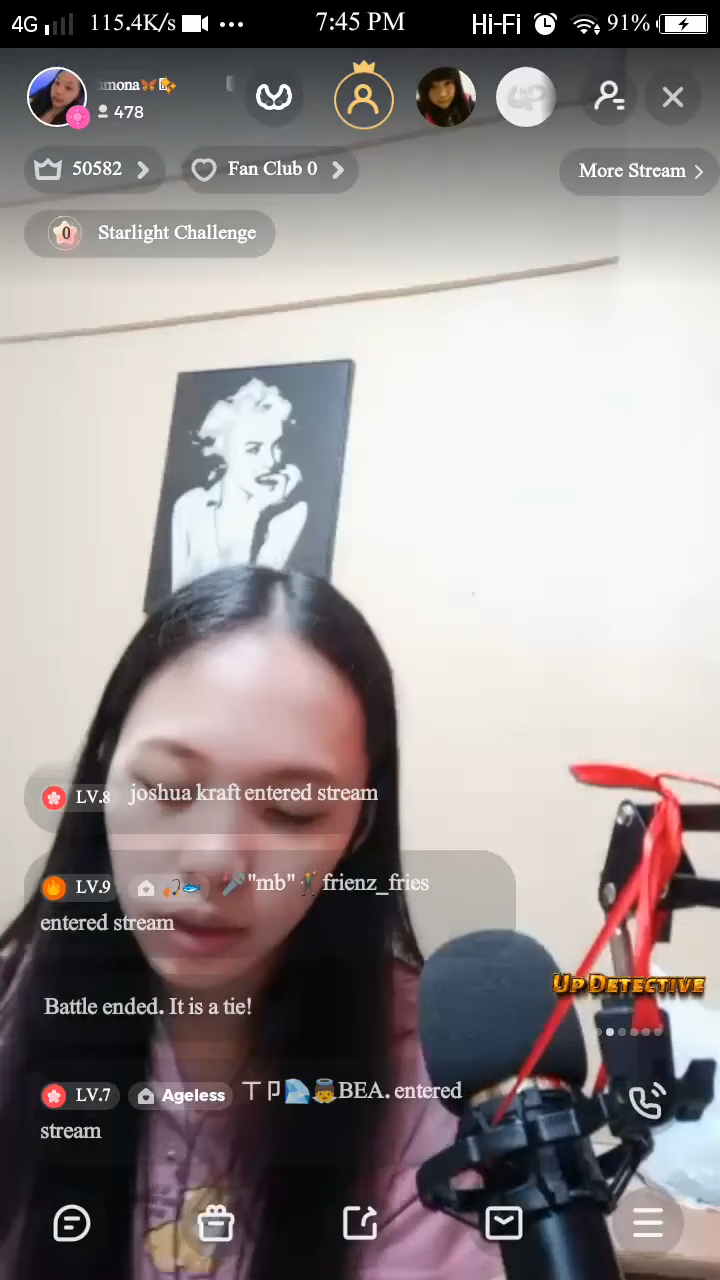 4G 115.4K/s ••• 7:45 PM Hi-Fi 91%
mona🦋
478
50582 Fan Club 0 More Stream
0 Starlight Challenge
LV.8 joshua kraft entered stream
LV.9 🎣🐟 🎤"mb" frienz_fries
entered stream
UP DETECTIVE
Battle ended. It is a tie!
LV.7 Ageless ㄒㄗ BEA. entered
stream